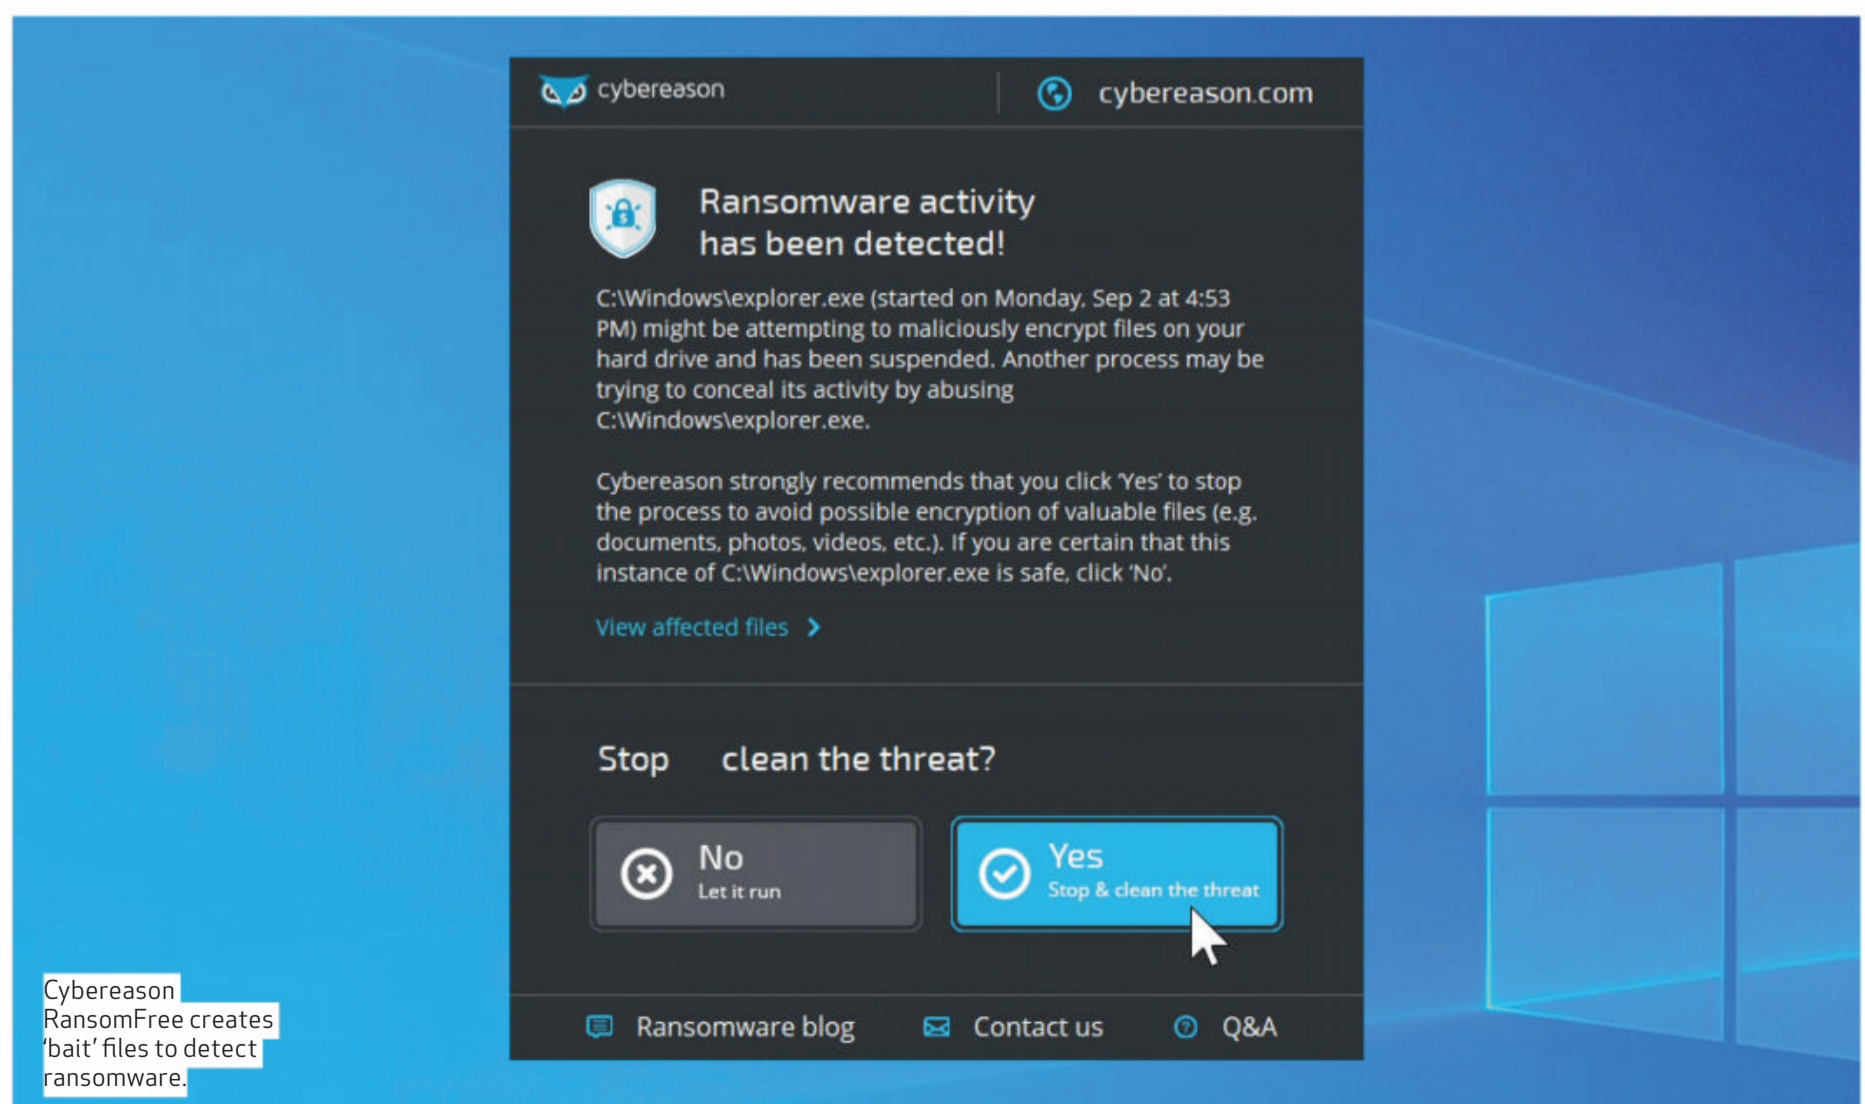 cybereason
cybereason.com
Ransomware activity
has been detected!
C:\Windows\explorer.exe (started on Monday, Sep 2 at 4:53
PM) might be attempting to maliciously encrypt files on your
hard drive and has been suspended. Another process may be
trying to conceal its activity by abusing
C:\Windows\explorer.exe.
Cybereason strongly recommends that you click ‘Yes’ to stop
the process to avoid possible encryption of valuable files (e.g.
documents, photos, videos, etc.). If you are certain that this
instance of C:\Windows\explorer.exe is safe, click ‘No’.
View affected files
Stop clean the threat?
No
Let it run
Yes
Stop & clean the threat
Ransomware blog
Contact us
Q&A
Cybereason
RansomFree creates
‘bait’ files to detect
ransomware.